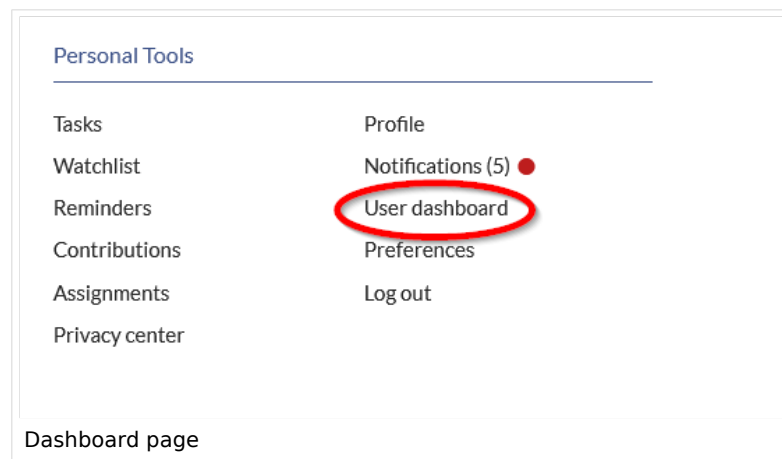 Personal Tools
Tasks
Watchlist
Reminders
Contributions
Assignments
Privacy center
Profile
Notifications (5)
User dashboard
Preferences
Log out
Dashboard page